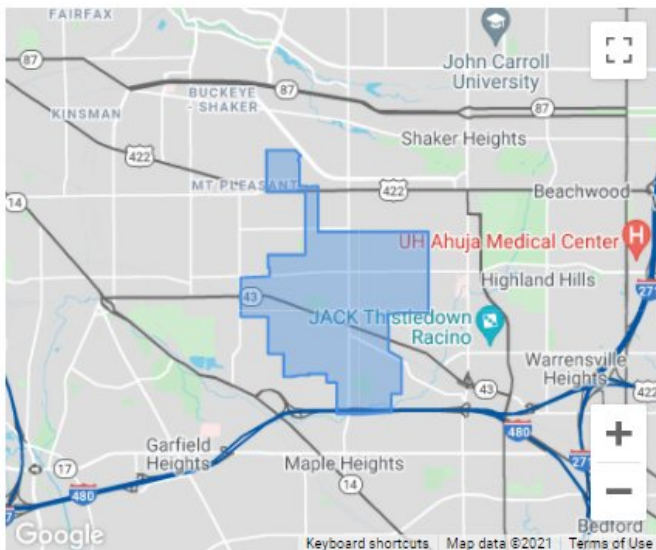 FAIRFAX
87
John Carroll
University
BUCKEYE
- SHAKER
87
87
KINSMAN
Shaker Heights
422
14
MT PLEASANT
422
Beachwood
UH Ahuja Medical Center
H
Highland Hills
271
43
JACK Thistledown
Racino
Warrensville
Heights
43
422
480
Garfield
Heights
Maple Heights
17
14
271
480
Bedford
Google
Keyboard shortcuts
Map data ©2021
Terms of Use